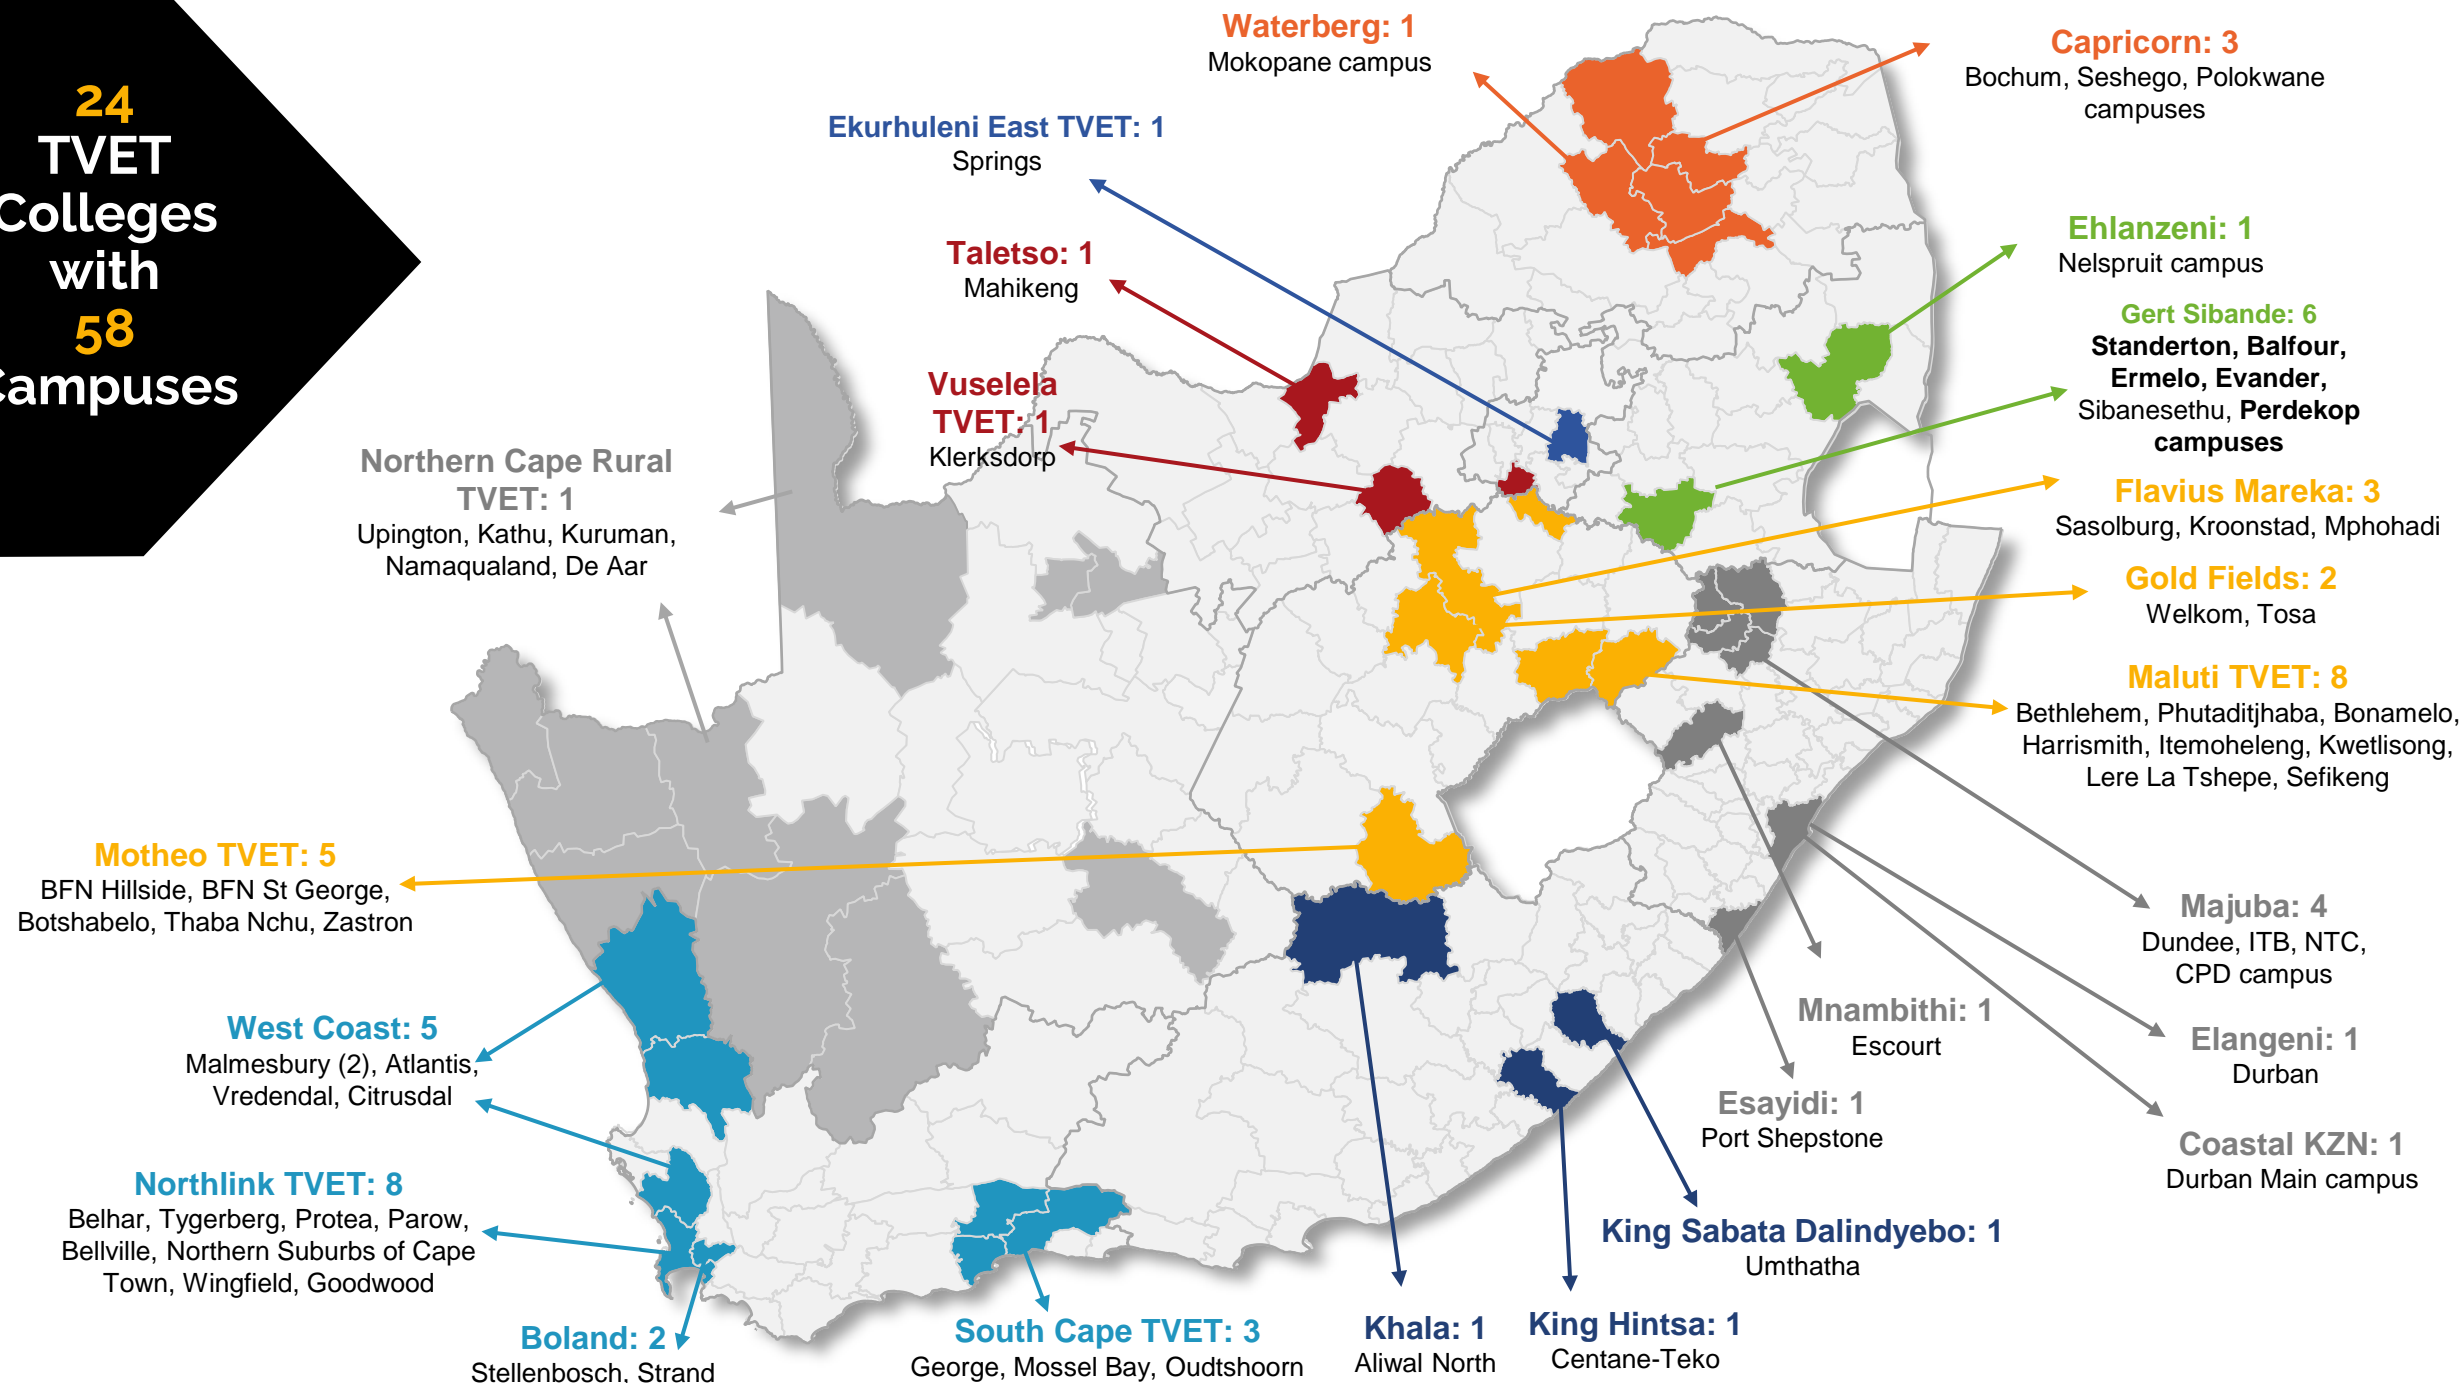 24
TVET
Colleges
with
58
Campuses
Waterberg: 1
Mokopane campus
Capricorn: 3
Bochum, Seshego, Polokwane
campuses
Ekurhuleni East TVET: 1
Springs
Taletso: 1
Mahikeng
Ehlanzeni: 1
Nelspruit campus
Gert Sibande: 6
Standerton, Balfour,
Ermelo, Evander,
Sibanesethu, Perdekop
campuses
Vuselela
TVET: 1
Klerksdorp
Northern Cape Rural
TVET: 1
Upington, Kathu, Kuruman,
Namaqualand, De Aar
Flavius Mareka: 3
Sasolburg, Kroonstad, Mphohadi
Gold Fields: 2
Welkom, Tosa
Maluti TVET: 8
Bethlehem, Phutaditjhaba, Bonamelo,
Harrismith, Itemoheleng, Kwetlisong,
Lere La Tshepe, Sefikeng
Motheo TVET: 5
BFN Hillside, BFN St George,
Botshabelo, Thaba Nchu, Zastron
Majuba: 4
Dundee, ITB, NTC,
CPD campus
West Coast: 5
Malmesbury (2), Atlantis,
Vredendal, Citrusdal
Mnambithi: 1
Escourt
Elangeni: 1
Durban
Esayidi: 1
Port Shepstone
Coastal KZN: 1
Durban Main campus
Northlink TVET: 8
Belhar, Tygerberg, Protea, Parow,
Bellville, Northern Suburbs of Cape
Town, Wingfield, Goodwood
King Sabata Dalindyebo: 1
Umthatha
Boland: 2
Stellenbosch, Strand
South Cape TVET: 3
George, Mossel Bay, Oudtshoorn
Khala: 1
Aliwal North
King Hintsa: 1
Centane-Teko